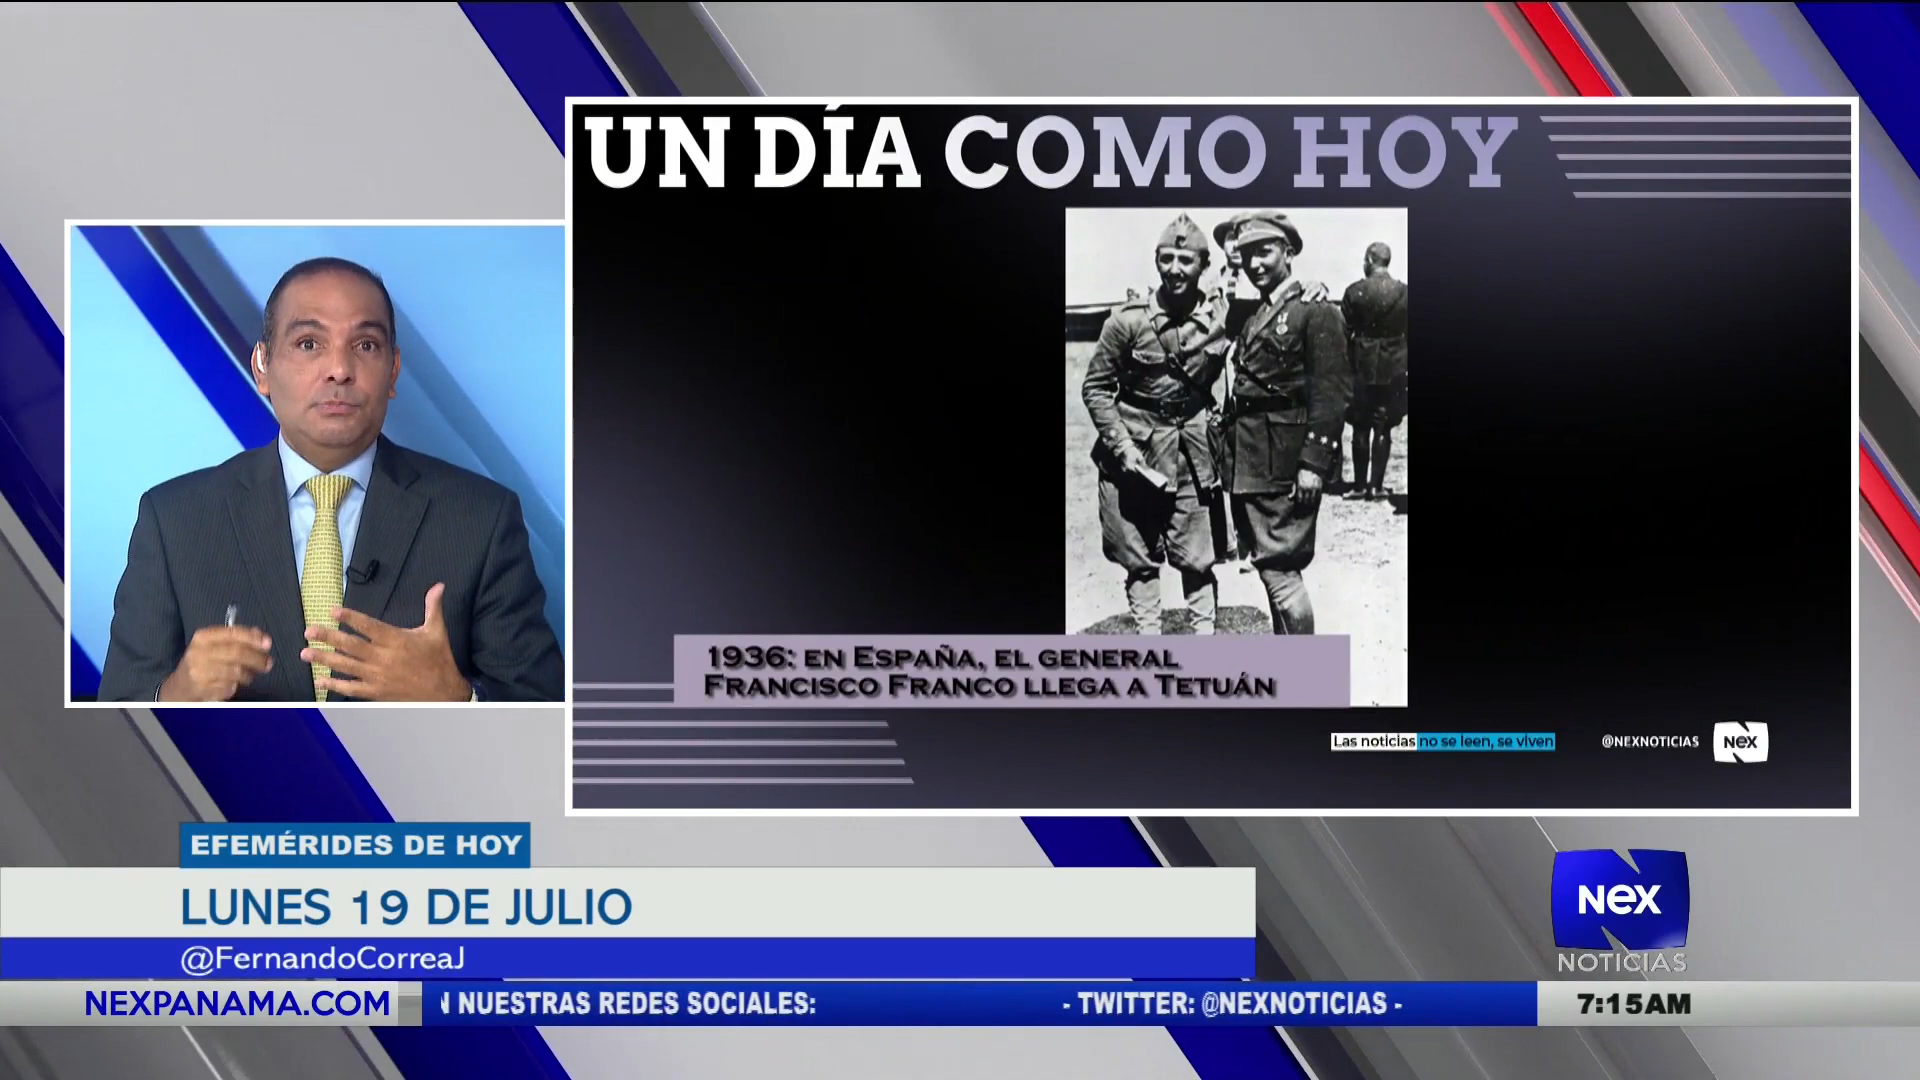 UN DÍA COMO HOY
1936: EN ESPAÑA, EL GENERAL
FRANCISCO FRANCO LLEGA A TETUÁN
Las noticias no se leen, se viven
@NEXNOTICIAS
Nex
EFEMÉRIDES DE HOY
LUNES 19 DE JULIO
@FernandoCorreaJ
Nex
NOTICIAS
NEXPANAMA.COM
N NUESTRAS REDES SOCIALES: - TWITTER: @NEXNOTICIAS -
7:15AM